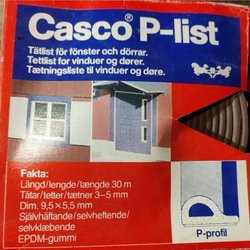 Casco® P-list
Tätlist för fönster och dörrar.
Tettlist for vinduer og dører.
Tætningsliste til vinduer og døre.
Fakta:
Längd/lengde/længde 30 m
Tätar/tetter/tætner 3–5 mm
Dim. 9,5 × 5,5 mm
Självhäftande/selvheftende/
selvklæbende
EPDM-gummi
P-profil